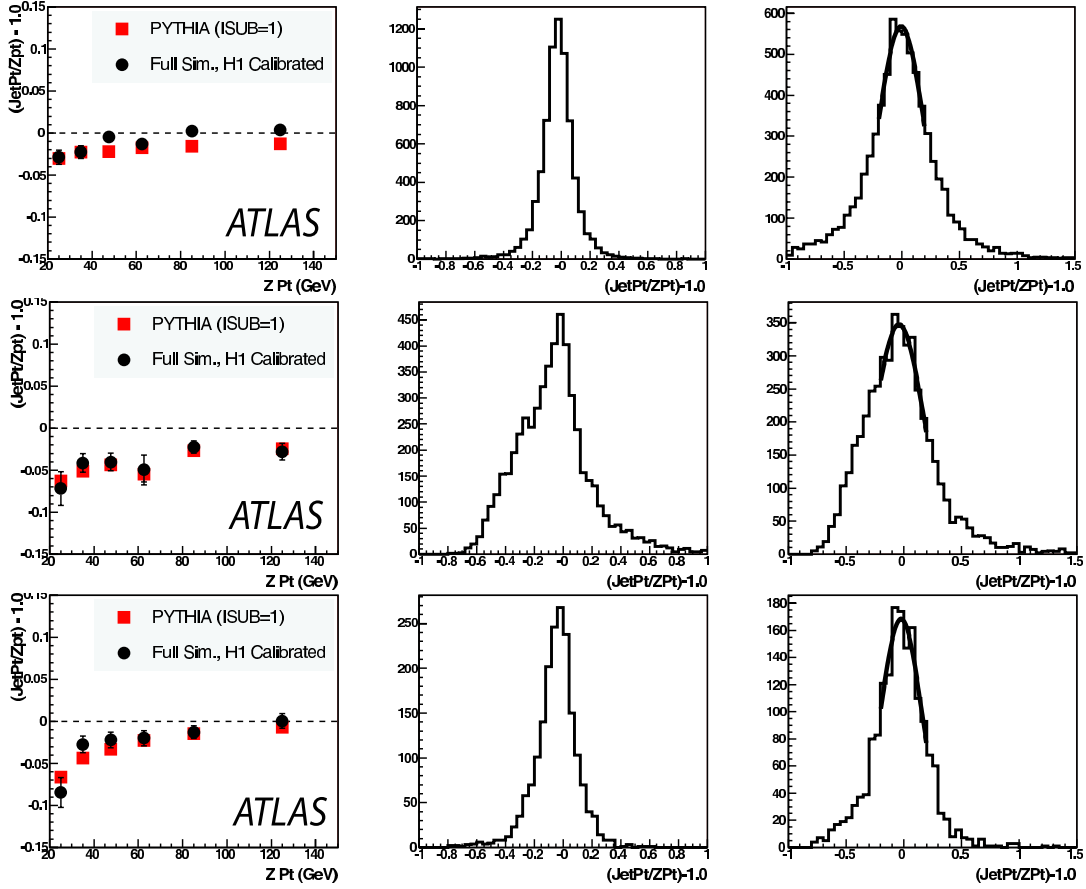 (JetPt/Zpt) - 1.0
0.15
0.1
0.05
0
-0.05
-0.1
-0.15
PYTHIA (ISUB=1)
Full Sim., H1 Calibrated
ATLAS
20 40 60 80 100 120 140
Z Pt (GeV)
1200
1000
800
600
400
200
0
-1 -0.8 -0.6 -0.4 -0.2 -0 0.2 0.4 0.6 0.8 1
(JetPt/ZPt)-1.0
600
500
400
300
200
100
0
-1 -0.5 0 0.5 1 1.5
(JetPt/ZPt)-1.0
(JetPt/Zpt) - 1.0
0.15
0.1
0.05
0
-0.05
-0.1
-0.15
PYTHIA (ISUB=1)
Full Sim., H1 Calibrated
ATLAS
20 40 60 80 100 120 140
Z Pt (GeV)
450
400
350
300
250
200
150
100
50
0
-1 -0.8 -0.6 -0.4 -0.2 -0 0.2 0.4 0.6 0.8 1
(JetPt/ZPt)-1.0
350
300
250
200
150
100
50
0
-1 -0.5 0 0.5 1 1.5
(JetPt/ZPt)-1.0
(JetPt/Zpt) - 1.0
0.15
0.1
0.05
0
-0.05
-0.1
-0.15
PYTHIA (ISUB=1)
Full Sim., H1 Calibrated
ATLAS
20 40 60 80 100 120 140
Z Pt (GeV)
250
200
150
100
50
0
-1 -0.8 -0.6 -0.4 -0.2 -0 0.2 0.4 0.6 0.8 1
(JetPt/ZPt)-1.0
180
160
140
120
100
80
60
40
20
0
-1 -0.5 0 0.5 1 1.5
(JetPt/ZPt)-1.0